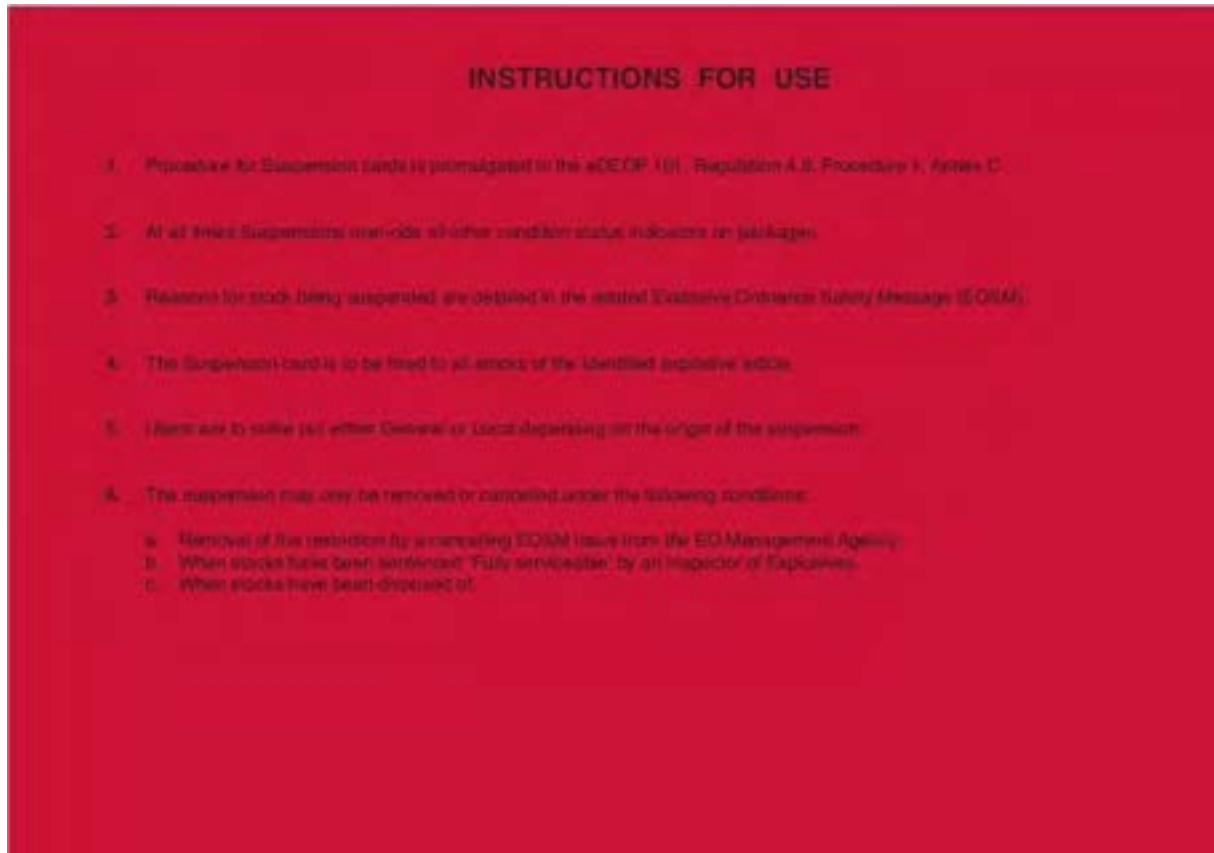 INSTRUCTIONS FOR USE
1. Procedure for Suspension cards is promulgated in the eDEOP 101, Regulation 4.8, Procedure 1, Annex C.
2. At all times Suspensions over-ride all other condition status indicators on packages.
3. Reasons for stock being suspended are detailed in the related Explosive Ordnance Safety Message (EOSM).
4. The Suspension card is to be fixed to all stocks of the identified explosive article.
5. Users are to strike out either General or Local depending on the origin of the suspension.
6. The suspension may only be removed or cancelled under the following conditions:
a. Removal of the restriction by a cancelling EOSM issue from the EO Management Agency.
b. When stocks have been sentenced 'Fully serviceable' by an Inspector of Explosives.
c. When stocks have been disposed of.